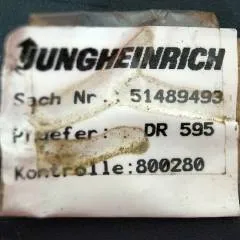 JUNGHEINRICH
Sach Nr.: 51489493
Pruefer: DR 595
Kontrolle:800280